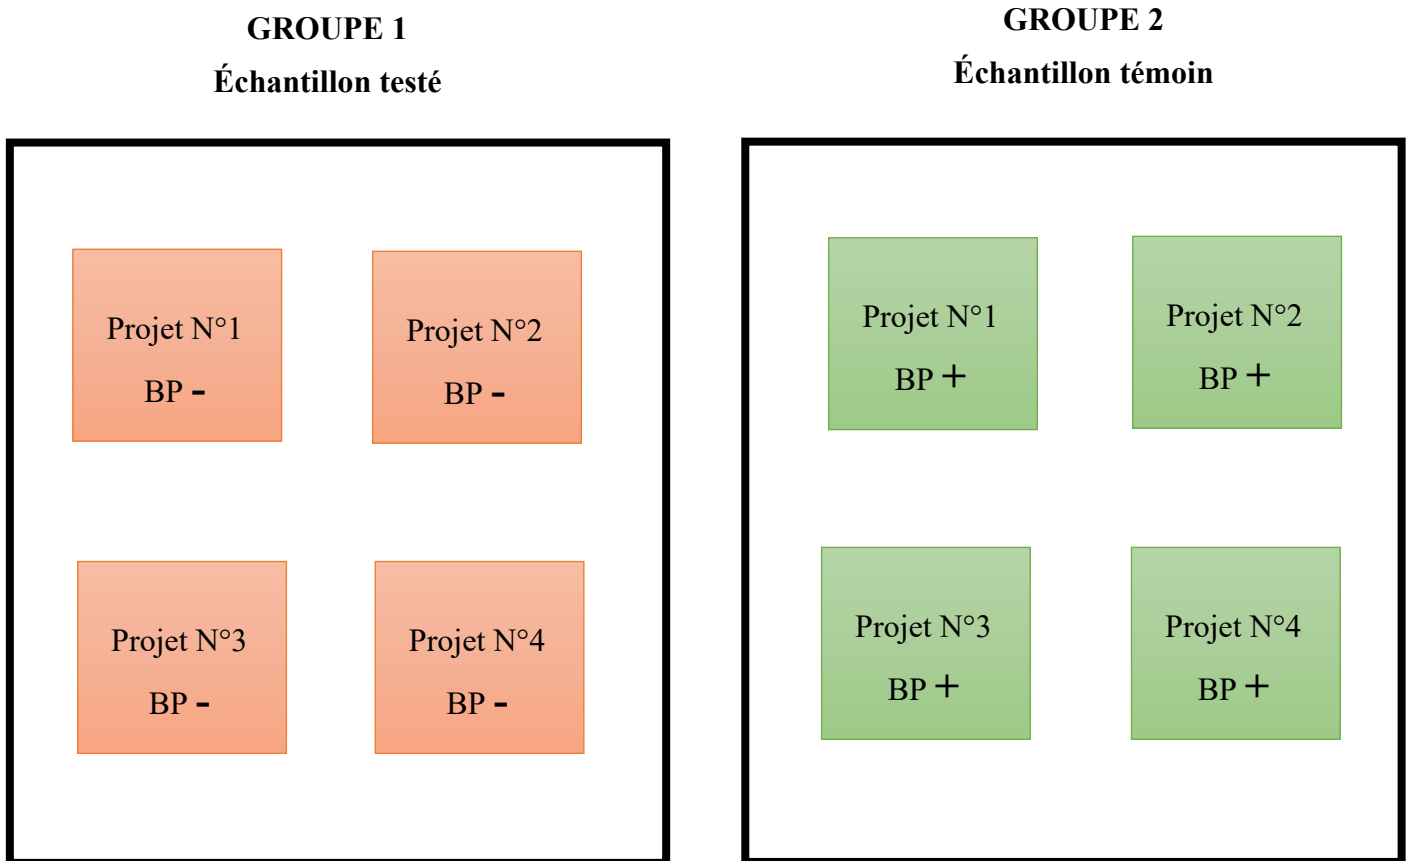 GROUPE 1
Échantillon testé
Projet N°1
BP -
Projet N°2
BP -
Projet N°3
BP -
Projet N°4
BP -
GROUPE 2
Échantillon témoin
Projet N°1
BP +
Projet N°2
BP +
Projet N°3
BP +
Projet N°4
BP +